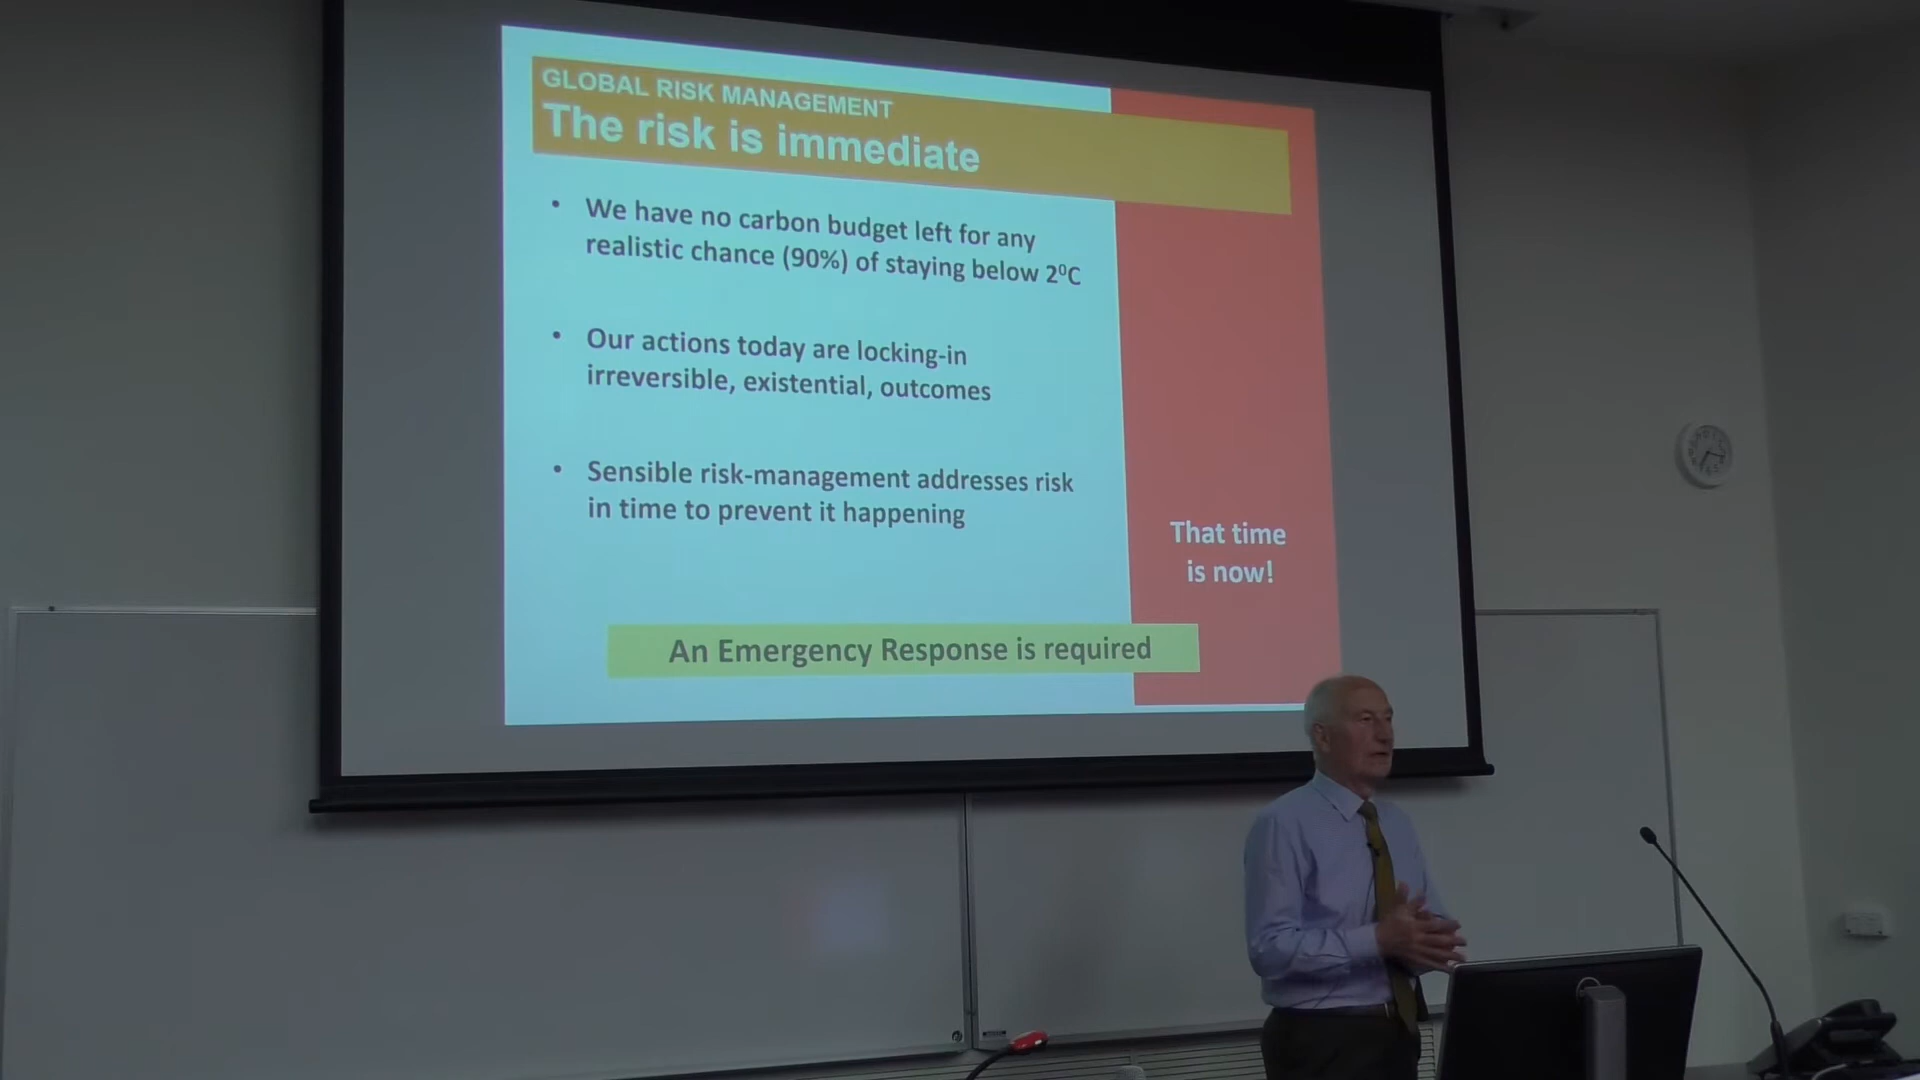 GLOBAL RISK MANAGEMENT
The risk is immediate
• We have no carbon budget left for any
realistic chance (90%) of staying below 2⁰C
• Our actions today are locking-in
irreversible, existential, outcomes
• Sensible risk-management addresses risk
in time to prevent it happening
That time
is now!
An Emergency Response is required